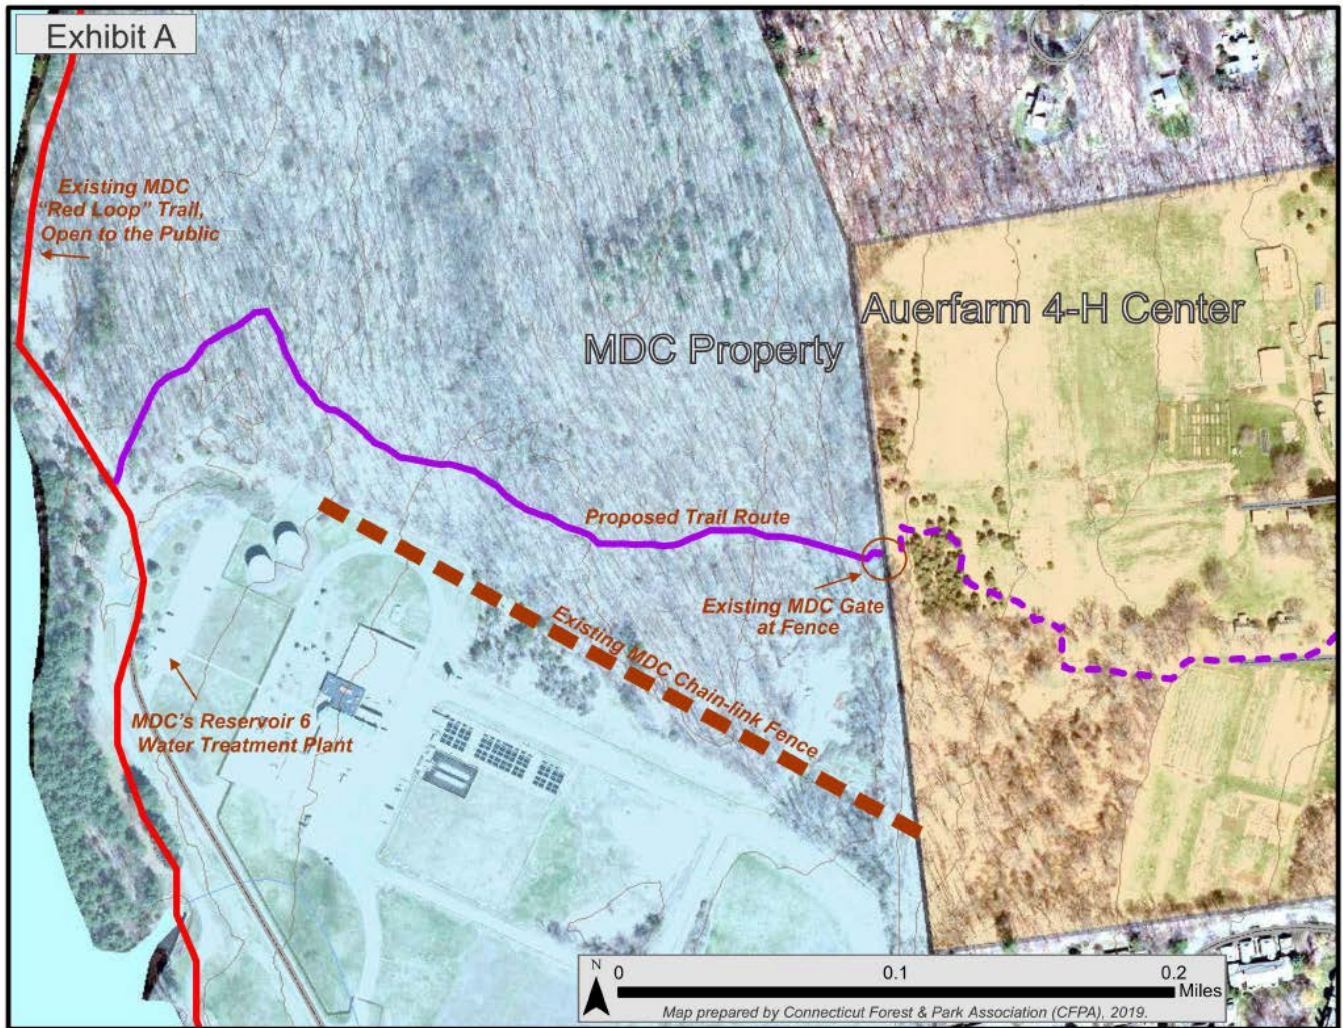 Exhibit A
Existing MDC
"Red Loop" Trail,
Open to the Public
Auerfarm 4-H Center
MDC Property
Proposed Trail Route
Existing MDC Gate
at Fence
Existing MDC Chain-link Fence
MDC's Reservoir 6
Water Treatment Plant
N
0 0.1 0.2
Miles
Map prepared by Connecticut Forest & Park Association (CFPA), 2019.